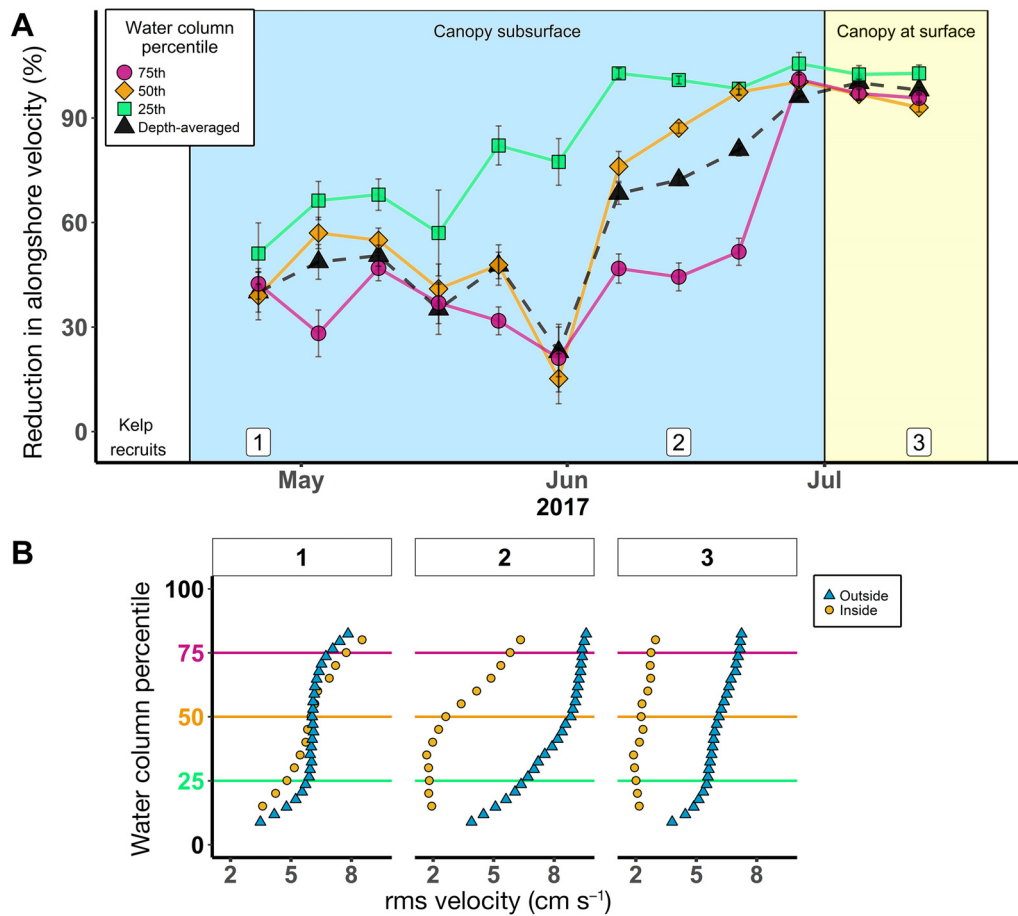 A
Water column
percentile
75th
50th
25th
Depth-averaged
Canopy subsurface
Canopy at surface
Reduction in alongshore velocity (%)
90
60
30
0
Kelp
recruits
1
2
3
May
Jun
Jul
2017
B
1
2
3
Outside
Inside
Water column percentile
100
75
50
25
0
2
5
8
2
5
8
2
5
8
rms velocity (cm s⁻¹)